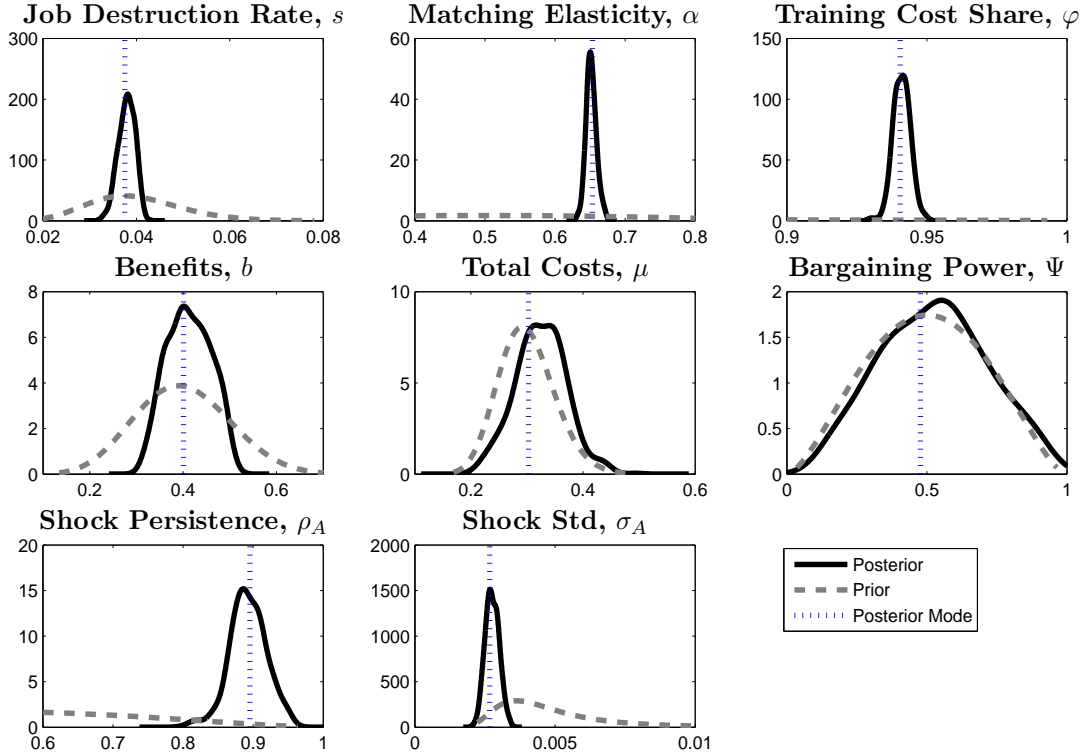 Job Destruction Rate, s
Matching Elasticity, α
Training Cost Share, φ
300
200
100
0
0.02 0.04 0.06 0.08
60
40
20
0
0.4 0.5 0.6 0.7 0.8
150
100
50
0
0.9 0.95 1
Benefits, b
Total Costs, μ
Bargaining Power, Ψ
8
6
4
2
0
0.2 0.4 0.6
10
5
0
0.2 0.4 0.6
2
1.5
1
0.5
0
0 0.5 1
Shock Persistence, ρ_A
Shock Std, σ_A
20
15
10
5
0
0.6 0.7 0.8 0.9 1
2000
1500
1000
500
0
0 0.005 0.01
Posterior
Prior
Posterior Mode